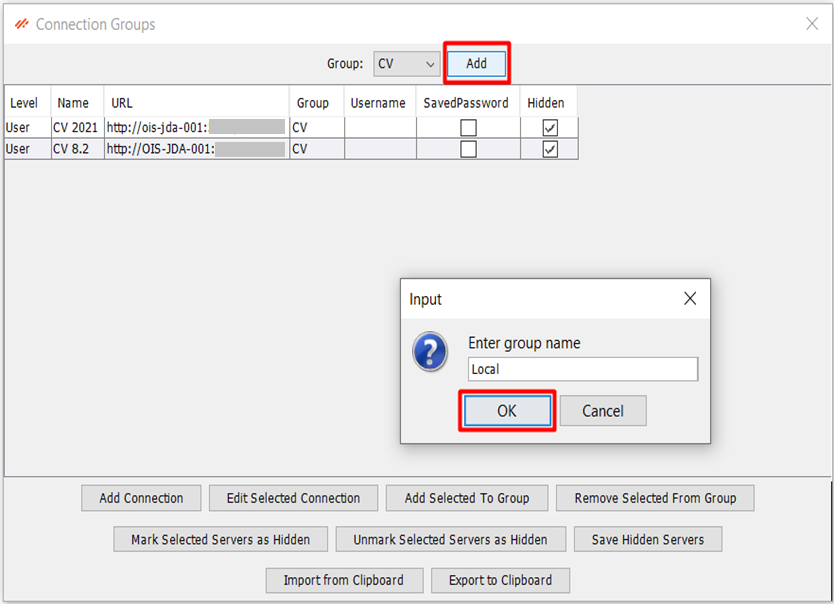 Connection Groups
Group: CV Add
Level Name URL Group Username SavedPassword Hidden
User CV 2021 http://ois-jda-001: CV
User CV 8.2 http://OIS-JDA-001: CV
Input
Enter group name
Local
OK Cancel
Add Connection Edit Selected Connection Add Selected To Group Remove Selected From Group
Mark Selected Servers as Hidden Unmark Selected Servers as Hidden Save Hidden Servers
Import from Clipboard Export to Clipboard